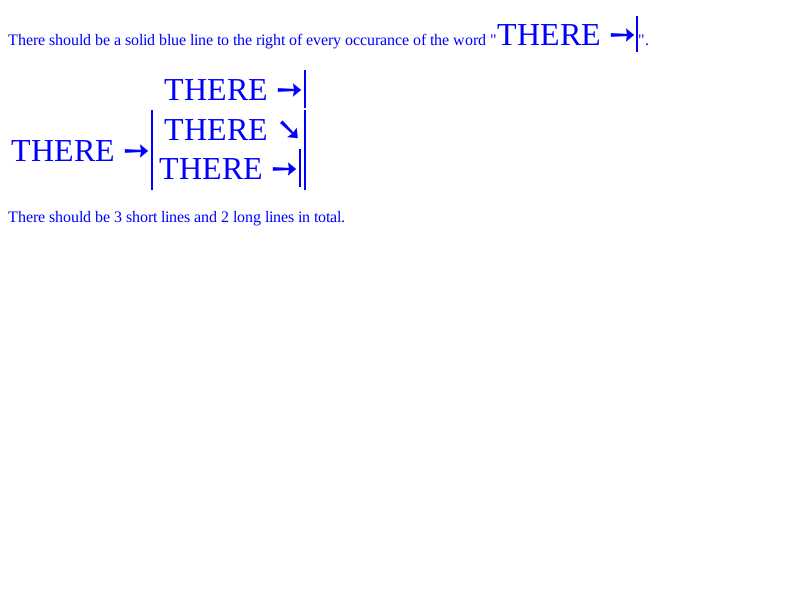 There should be a solid blue line to the right of every occurance of the word "THERE →".
THERE →
THERE ↘
THERE →
THERE →
There should be 3 short lines and 2 long lines in total.